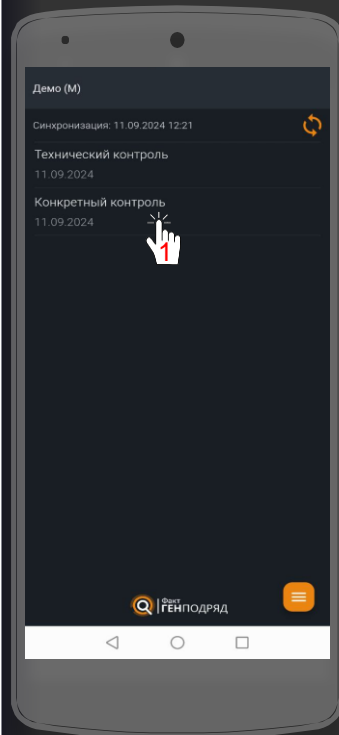 Демо (М)
Синхронизация: 11.09.2024 12:21
Технический контроль
11.09.2024
Конкретный контроль
11.09.2024
1
Факт
ГЕНПОДРЯД